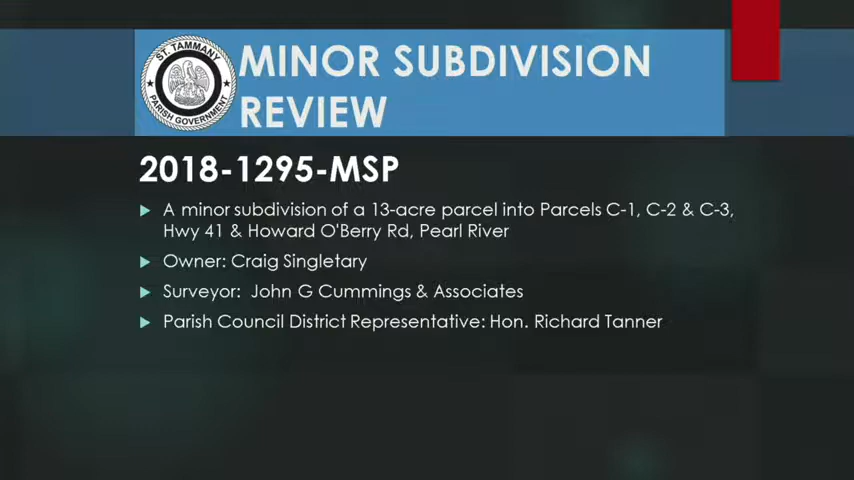 ST. TAMMANY
PARISH GOVERNMENT
MINOR SUBDIVISION
REVIEW
2018-1295-MSP
A minor subdivision of a 13-acre parcel into Parcels C-1, C-2 & C-3,
Hwy 41 & Howard O'Berry Rd, Pearl River
Owner: Craig Singletary
Surveyor: John G Cummings & Associates
Parish Council District Representative: Hon. Richard Tanner